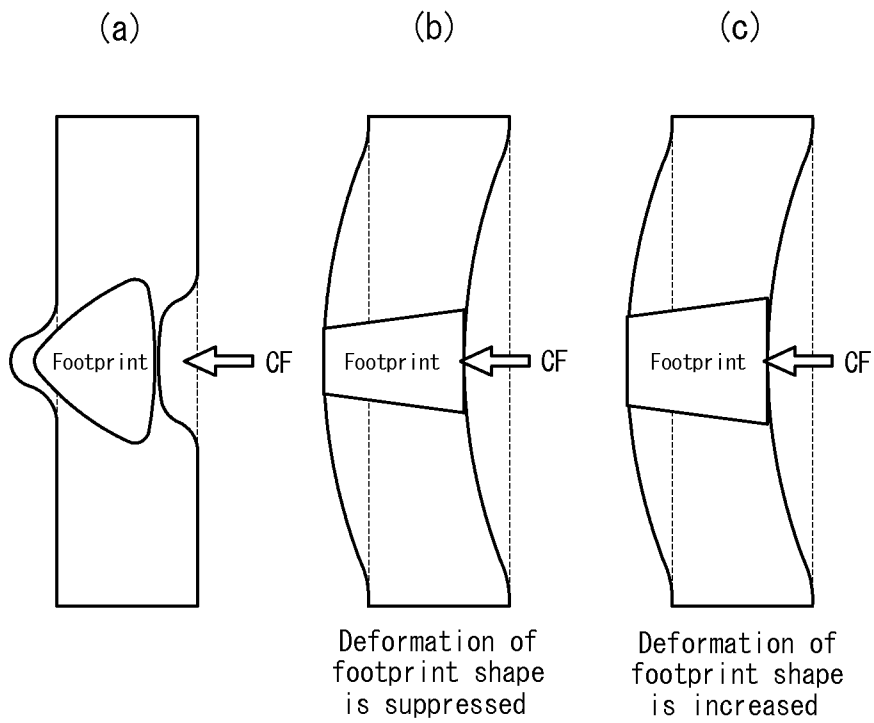 (a)
(b)
(c)
Footprint
CF
Footprint
CF
Footprint
CF
Deformation of
footprint shape
is suppressed
Deformation of
footprint shape
is increased